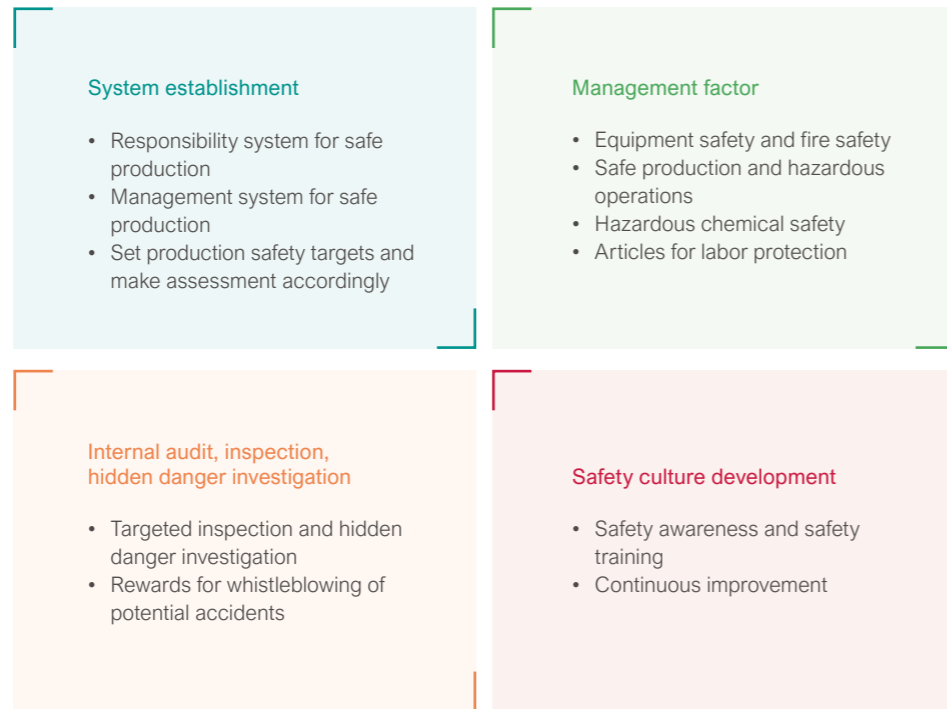 System establishment
• Responsibility system for safe
production
• Management system for safe
production
• Set production safety targets and
make assessment accordingly
Management factor
• Equipment safety and fire safety
• Safe production and hazardous
operations
• Hazardous chemical safety
• Articles for labor protection
Internal audit, inspection,
hidden danger investigation
• Targeted inspection and hidden
danger investigation
• Rewards for whistleblowing of
potential accidents
Safety culture development
• Safety awareness and safety
training
• Continuous improvement